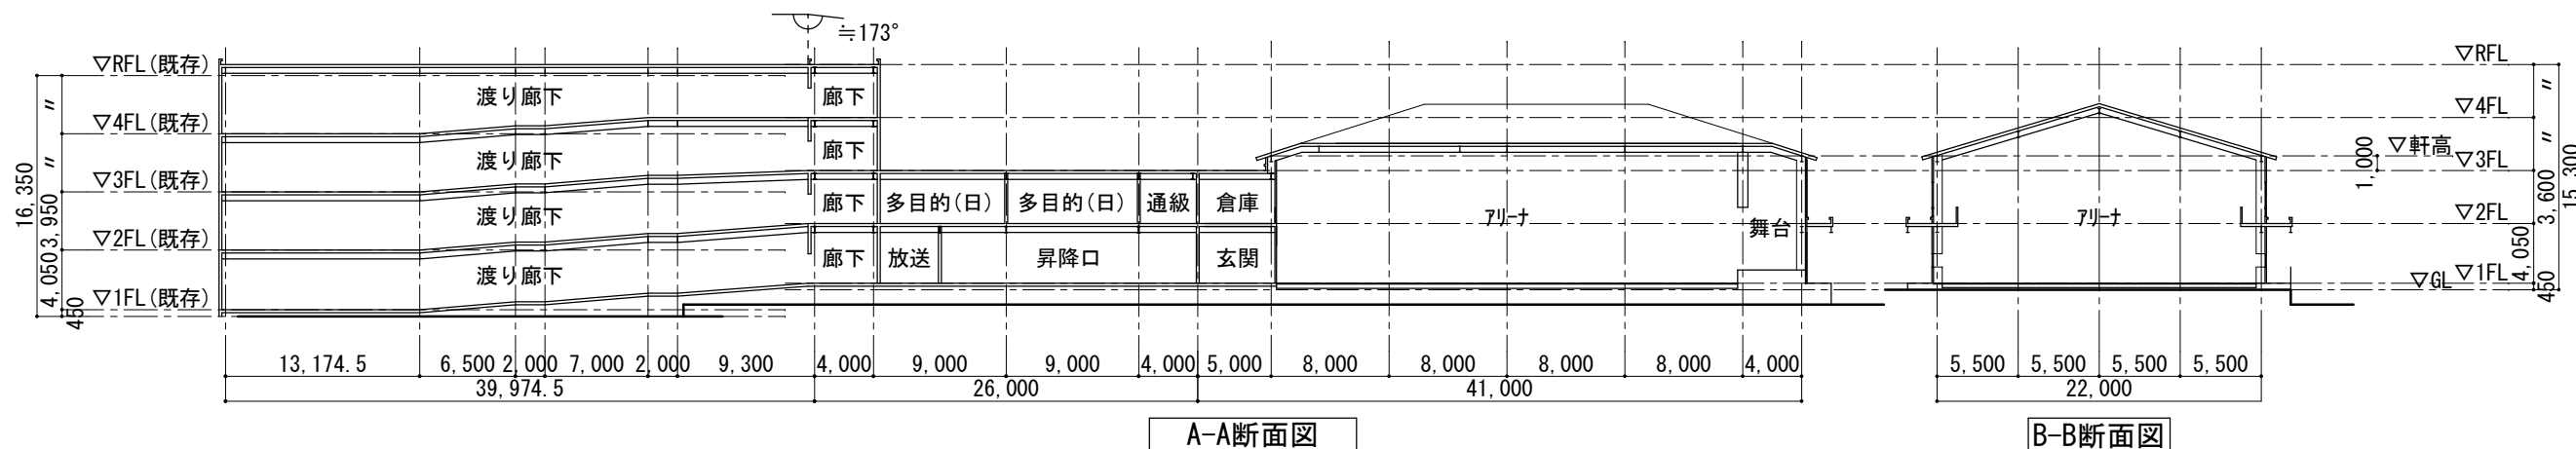 ≒173°
▽RFL(既存)
▽4FL(既存)
▽3FL(既存)
▽2FL(既存)
▽1FL(既存)
16,350
〃
〃
3,950
4,050
450
渡り廊下
渡り廊下
渡り廊下
渡り廊下
廊下
廊下
廊下 多目的(日) 多目的(日) 通級 倉庫
廊下 放送 昇降口 玄関
アリーナ
舞台
アリーナ
▽RFL
▽4FL
▽軒高
▽3FL
▽2FL
▽1FL
▽GL
1,000
〃
〃
3,600
4,050
450
15,300
13,174.5 6,500 2,000 7,000 2,000 9,300 4,000 9,000 9,000 4,000 5,000 8,000 8,000 8,000 8,000 4,000
39,974.5 26,000 41,000
5,500 5,500 5,500 5,500
22,000
A-A断面図
B-B断面図